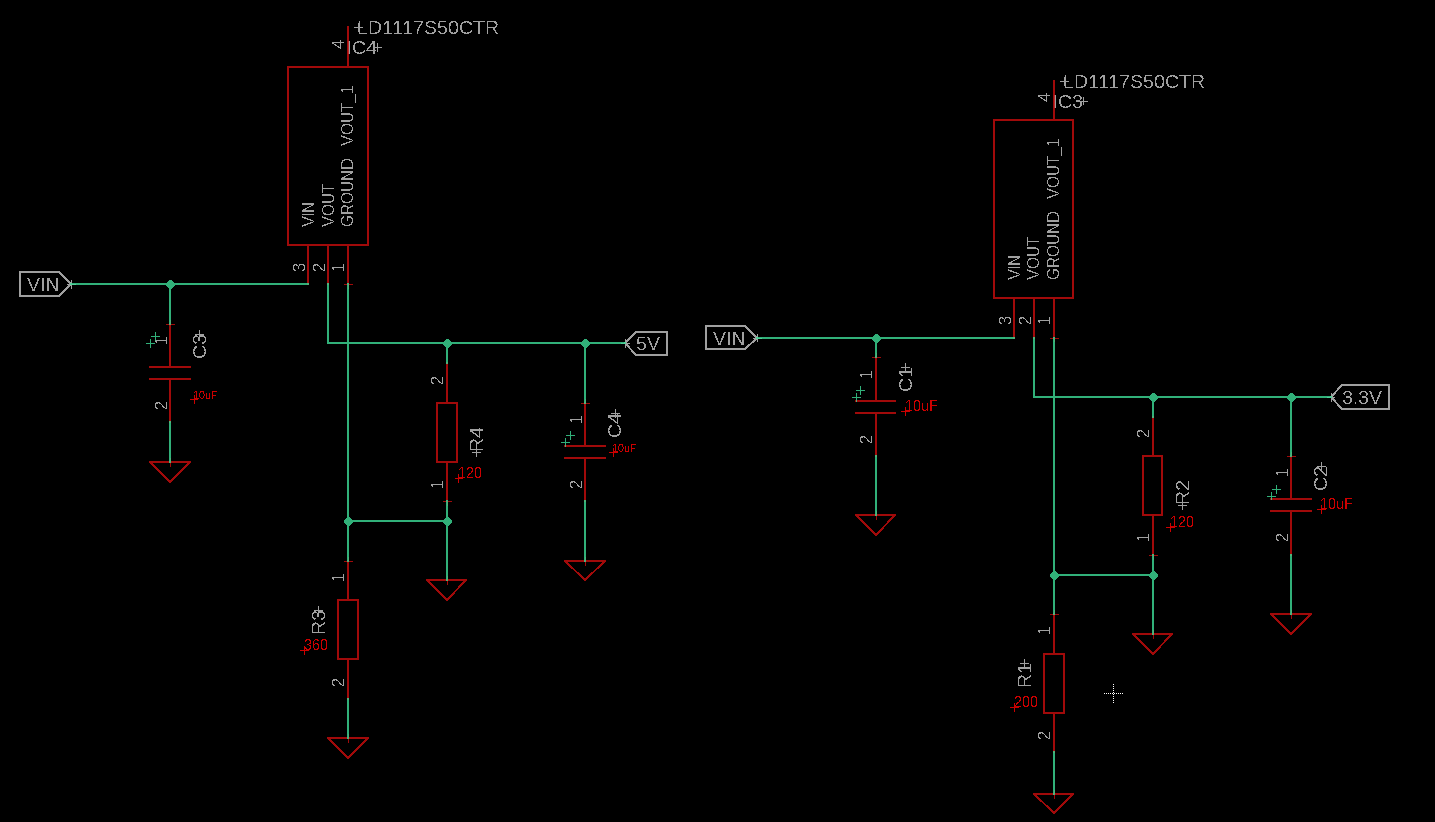 LD1117S50CTR
IC4
4
VIN
VOUT
GROUND
VOUT_1
3
2
1
VIN
1
C3
10uF
2
5V
2
R4
120
1
1
C4
10uF
2
1
R3
360
2
LD1117S50CTR
IC3
4
VIN
VOUT
GROUND
VOUT_1
3
2
1
VIN
1
C1
10uF
2
3.3V
2
R2
120
1
1
C2
10uF
2
1
R1
200
2